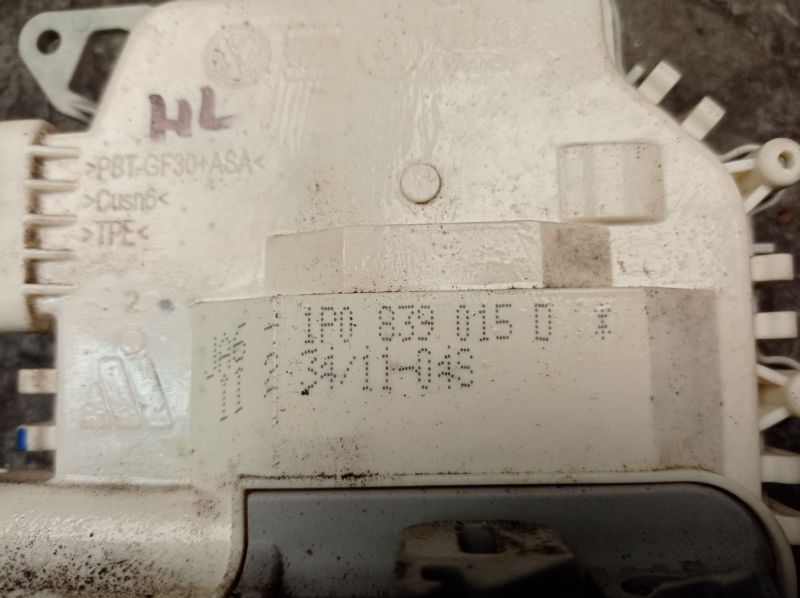 HL
>PBT-GF30+ASA<
>Cusn6<
>TPE<
2
1P0 839 015 D *
34/11-04S